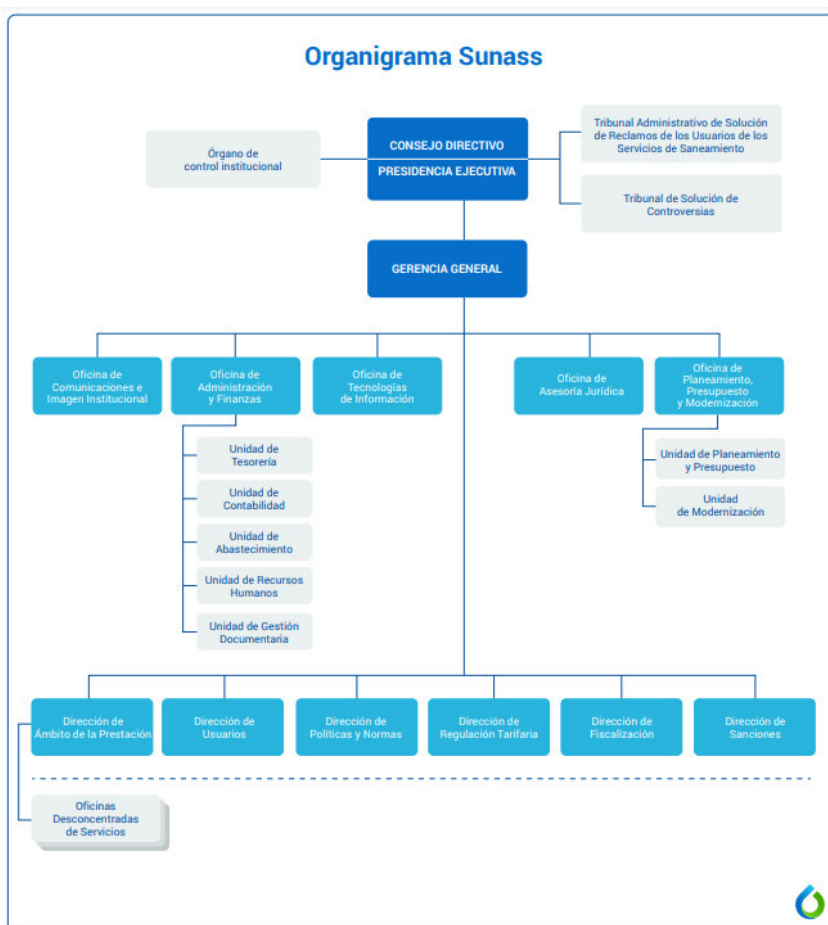 Organigrama Sunass
Órgano de
control institucional
CONSEJO DIRECTIVO
PRESIDENCIA EJECUTIVA
Tribunal Administrativo de Solución
de Reclamos de los Usuarios de los
Servicios de Saneamiento
Tribunal de Solución de
Controversias
GERENCIA GENERAL
Oficina de
Comunicaciones e
Imagen Institucional
Oficina de
Administración
y Finanzas
Oficina de
Tecnologías
de Información
Oficina de
Asesoría Jurídica
Oficina de
Planeamiento,
Presupuesto
y Modernización
Unidad de
Tesorería
Unidad de
Contabilidad
Unidad de
Abastecimiento
Unidad de Recursos
Humanos
Unidad de Gestión
Documentaria
Unidad de Planeamiento
y Presupuesto
Unidad
de Modernización
Dirección de
Ámbito de la Prestación
Dirección de
Usuarios
Dirección de
Políticas y Normas
Dirección de
Regulación Tarifaria
Dirección de
Fiscalización
Dirección de
Sanciones
Oficinas
Desconcentradas
de Servicios